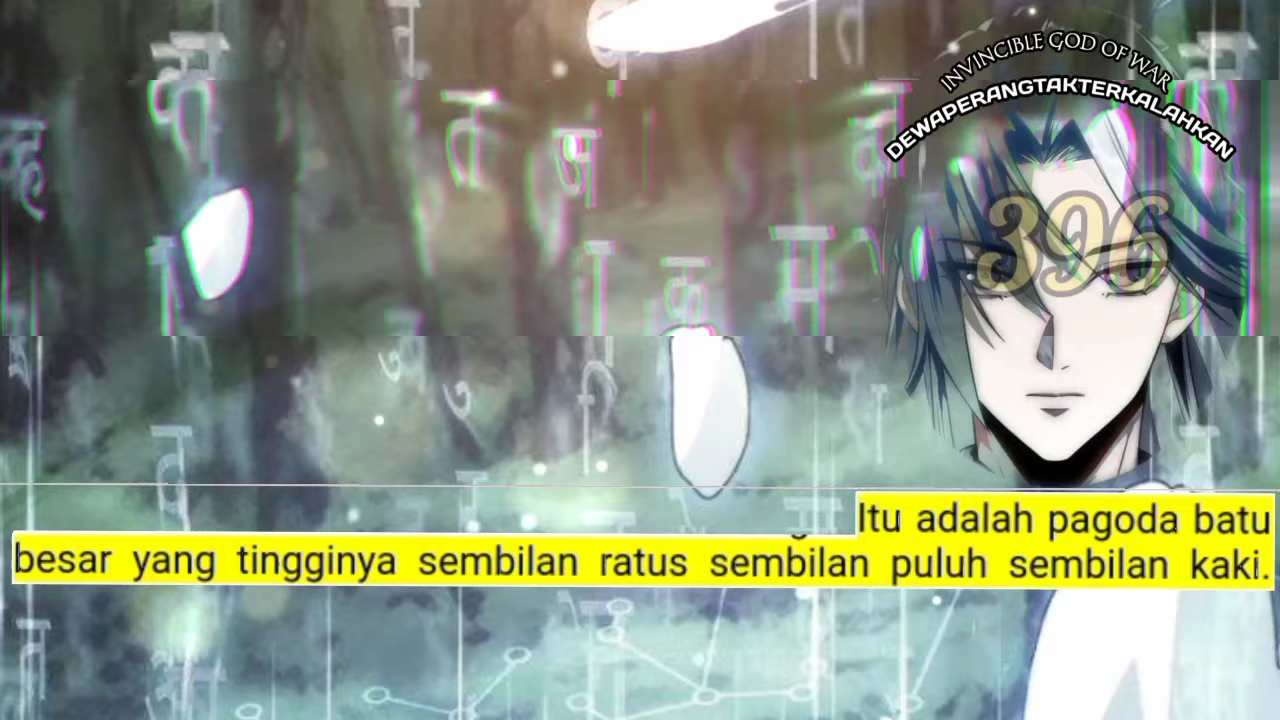 INVINCIBLE GOD OF WAR
DEWAPERANGTAKTERKALAHKAN
396
Itu adalah pagoda batu
besar yang tingginya sembilan ratus sembilan puluh sembilan kaki.